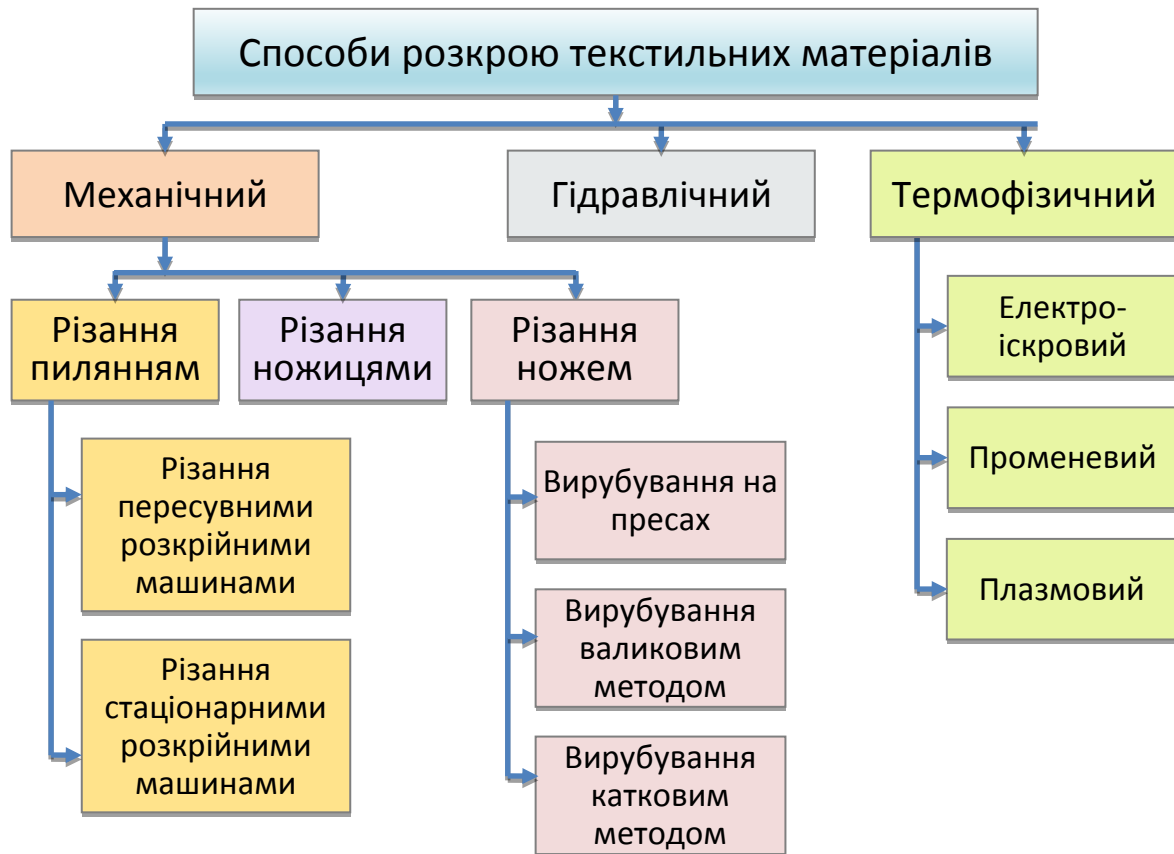 Способи розкрою текстильних матеріалів
Механічний
Гідравлічний
Термофізичний
Різання
пилянням
Різання
ножицями
Різання
ножем
Електро-
іскровий
Різання
пересувними
розкрійними
машинами
Вирубування на
пресах
Променевий
Плазмовий
Різання
стаціонарними
розкрійними
машинами
Вирубування
валиковим
методом
Вирубування
катковим
методом